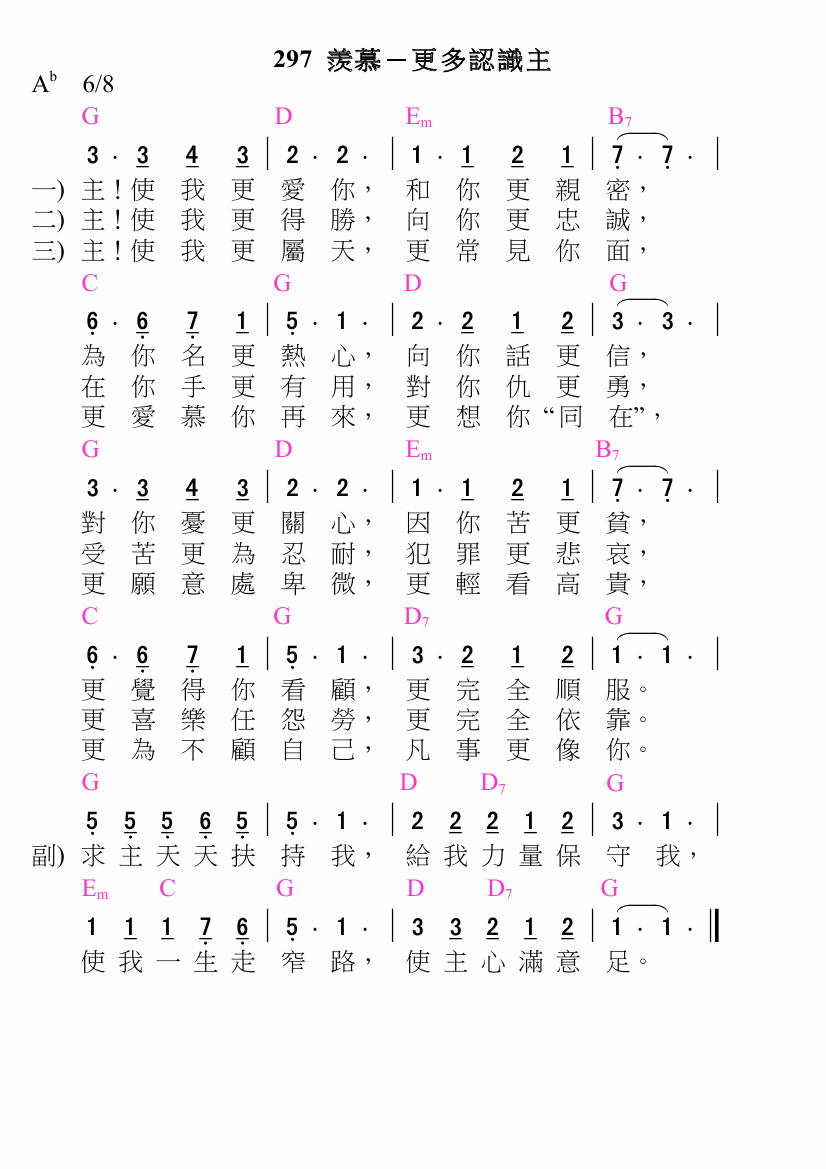 297 羨慕－更多認識主
Ab 6/8
G D Em B7
3 · 3 4 3 | 2 · 2 · | 1 · 1 2 1 | 7 · 7 · |
一) 主！使我更愛你，和你更親密，
二) 主！使我更得勝，向你更忠誠，
三) 主！使我更屬天，更常見你面，
C G D G
6 · 6 7 1 | 5 · 1 · | 2 · 2 1 2 | 3 · 3 · |
為你名更熱心，向你話更信，
在你手更有用，對你仇更勇，
更愛慕你再來，更想你“同在”，
G D Em B7
3 · 3 4 3 | 2 · 2 · | 1 · 1 2 1 | 7 · 7 · |
對你憂更關心，因你苦更貧，
受苦更為忍耐，犯罪更悲哀，
更願意處卑微，更輕看高貴，
C G D7 G
6 · 6 7 1 | 5 · 1 · | 3 · 2 1 2 | 1 · 1 · |
更覺得你看顧，更完全順服。
更喜樂任怨勞，更完全依靠。
更為不顧自己，凡事更像你。
G D D7 G
5 5 5 6 5 | 5 · 1 · | 2 2 2 1 2 | 3 · 1 · |
副) 求主天天扶持我，給我力量保守我，
Em C G D D7 G
1 1 1 7 6 | 5 · 1 · | 3 3 2 1 2 | 1 · 1 · ‖
使我一生走窄路，使主心滿意足。